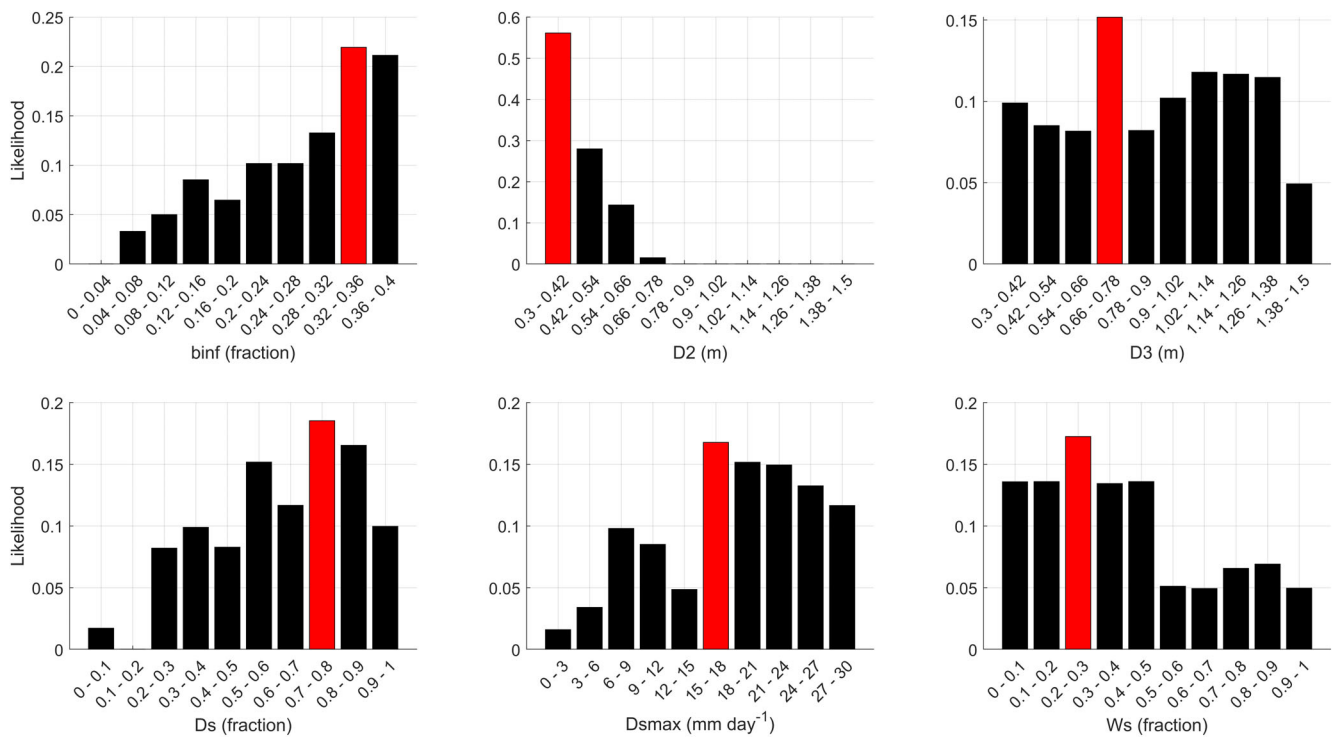 Likelihood
0.25
0.2
0.15
0.1
0.05
0
0 - 0.04
0.04 - 0.08
0.08 - 0.12
0.12 - 0.16
0.16 - 0.2
0.2 - 0.24
0.24 - 0.28
0.28 - 0.32
0.32 - 0.36
0.36 - 0.4
binf (fraction)
0.6
0.5
0.4
0.3
0.2
0.1
0
0.3 - 0.42
0.42 - 0.54
0.54 - 0.66
0.66 - 0.78
0.78 - 0.9
0.9 - 1.02
1.02 - 1.14
1.14 - 1.26
1.26 - 1.38
1.38 - 1.5
D2 (m)
0.15
0.1
0.05
0
0.3 - 0.42
0.42 - 0.54
0.54 - 0.66
0.66 - 0.78
0.78 - 0.9
0.9 - 1.02
1.02 - 1.14
1.14 - 1.26
1.26 - 1.38
1.38 - 1.5
D3 (m)
Likelihood
0.2
0.15
0.1
0.05
0
0 - 0.1
0.1 - 0.2
0.2 - 0.3
0.3 - 0.4
0.4 - 0.5
0.5 - 0.6
0.6 - 0.7
0.7 - 0.8
0.8 - 0.9
0.9 - 1
Ds (fraction)
0.2
0.15
0.1
0.05
0
0 - 3
3 - 6
6 - 9
9 - 12
12 - 15
15 - 18
18 - 21
21 - 24
24 - 27
27 - 30
Dsmax (mm day⁻¹)
0.2
0.15
0.1
0.05
0
0 - 0.1
0.1 - 0.2
0.2 - 0.3
0.3 - 0.4
0.4 - 0.5
0.5 - 0.6
0.6 - 0.7
0.7 - 0.8
0.8 - 0.9
0.9 - 1
Ws (fraction)